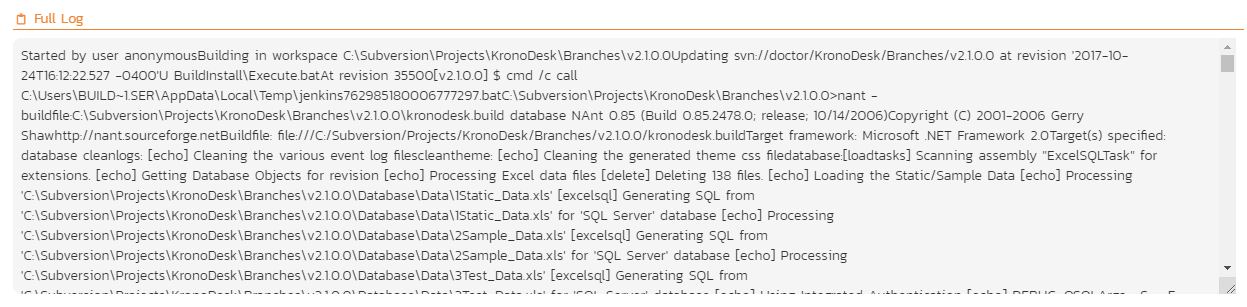 Full Log
Started by user anonymousBuilding in workspace C:\Subversion\Projects\KronoDesk\Branches\v2.1.0.0Updating svn://doctor/KronoDesk/Branches/v2.1.0.0 at revision '2017-10-
24T16:12:22.527 -0400'U BuildInstall\Execute.batAt revision 35500[v2.1.0.0] $ cmd /c call
C:\Users\BUILD~1.SER\AppData\Local\Temp\jenkins762985180006777297.batC:\Subversion\Projects\KronoDesk\Branches\v2.1.0.0>nant -
buildfile:C:\Subversion\Projects\KronoDesk\Branches\v2.1.0.0\kronodesk.build database NAnt 0.85 (Build 0.85.2478.0; release; 10/14/2006)Copyright (C) 2001-2006 Gerry
Shawhttp://nant.sourceforge.netBuildfile: file:///C:/Subversion/Projects/KronoDesk/Branches/v2.1.0.0/kronodesk.buildTarget framework: Microsoft .NET Framework 2.0Target(s) specified:
database cleanlogs: [echo] Cleaning the various event log filescleantheme: [echo] Cleaning the generated theme css filedatabase:[loadtasks] Scanning assembly "ExcelSQLTask" for
extensions. [echo] Getting Database Objects for revision [echo] Processing Excel data files [delete] Deleting 138 files. [echo] Loading the Static/Sample Data [echo] Processing
'C:\Subversion\Projects\KronoDesk\Branches\v2.1.0.0\Database\Data\1Static_Data.xls' [excelsql] Generating SQL from
'C:\Subversion\Projects\KronoDesk\Branches\v2.1.0.0\Database\Data\1Static_Data.xls' for 'SQL Server' database [echo] Processing
'C:\Subversion\Projects\KronoDesk\Branches\v2.1.0.0\Database\Data\2Sample_Data.xls' [excelsql] Generating SQL from
'C:\Subversion\Projects\KronoDesk\Branches\v2.1.0.0\Database\Data\2Sample_Data.xls' for 'SQL Server' database [echo] Processing
'C:\Subversion\Projects\KronoDesk\Branches\v2.1.0.0\Database\Data\3Test_Data.xls' [excelsql] Generating SQL from